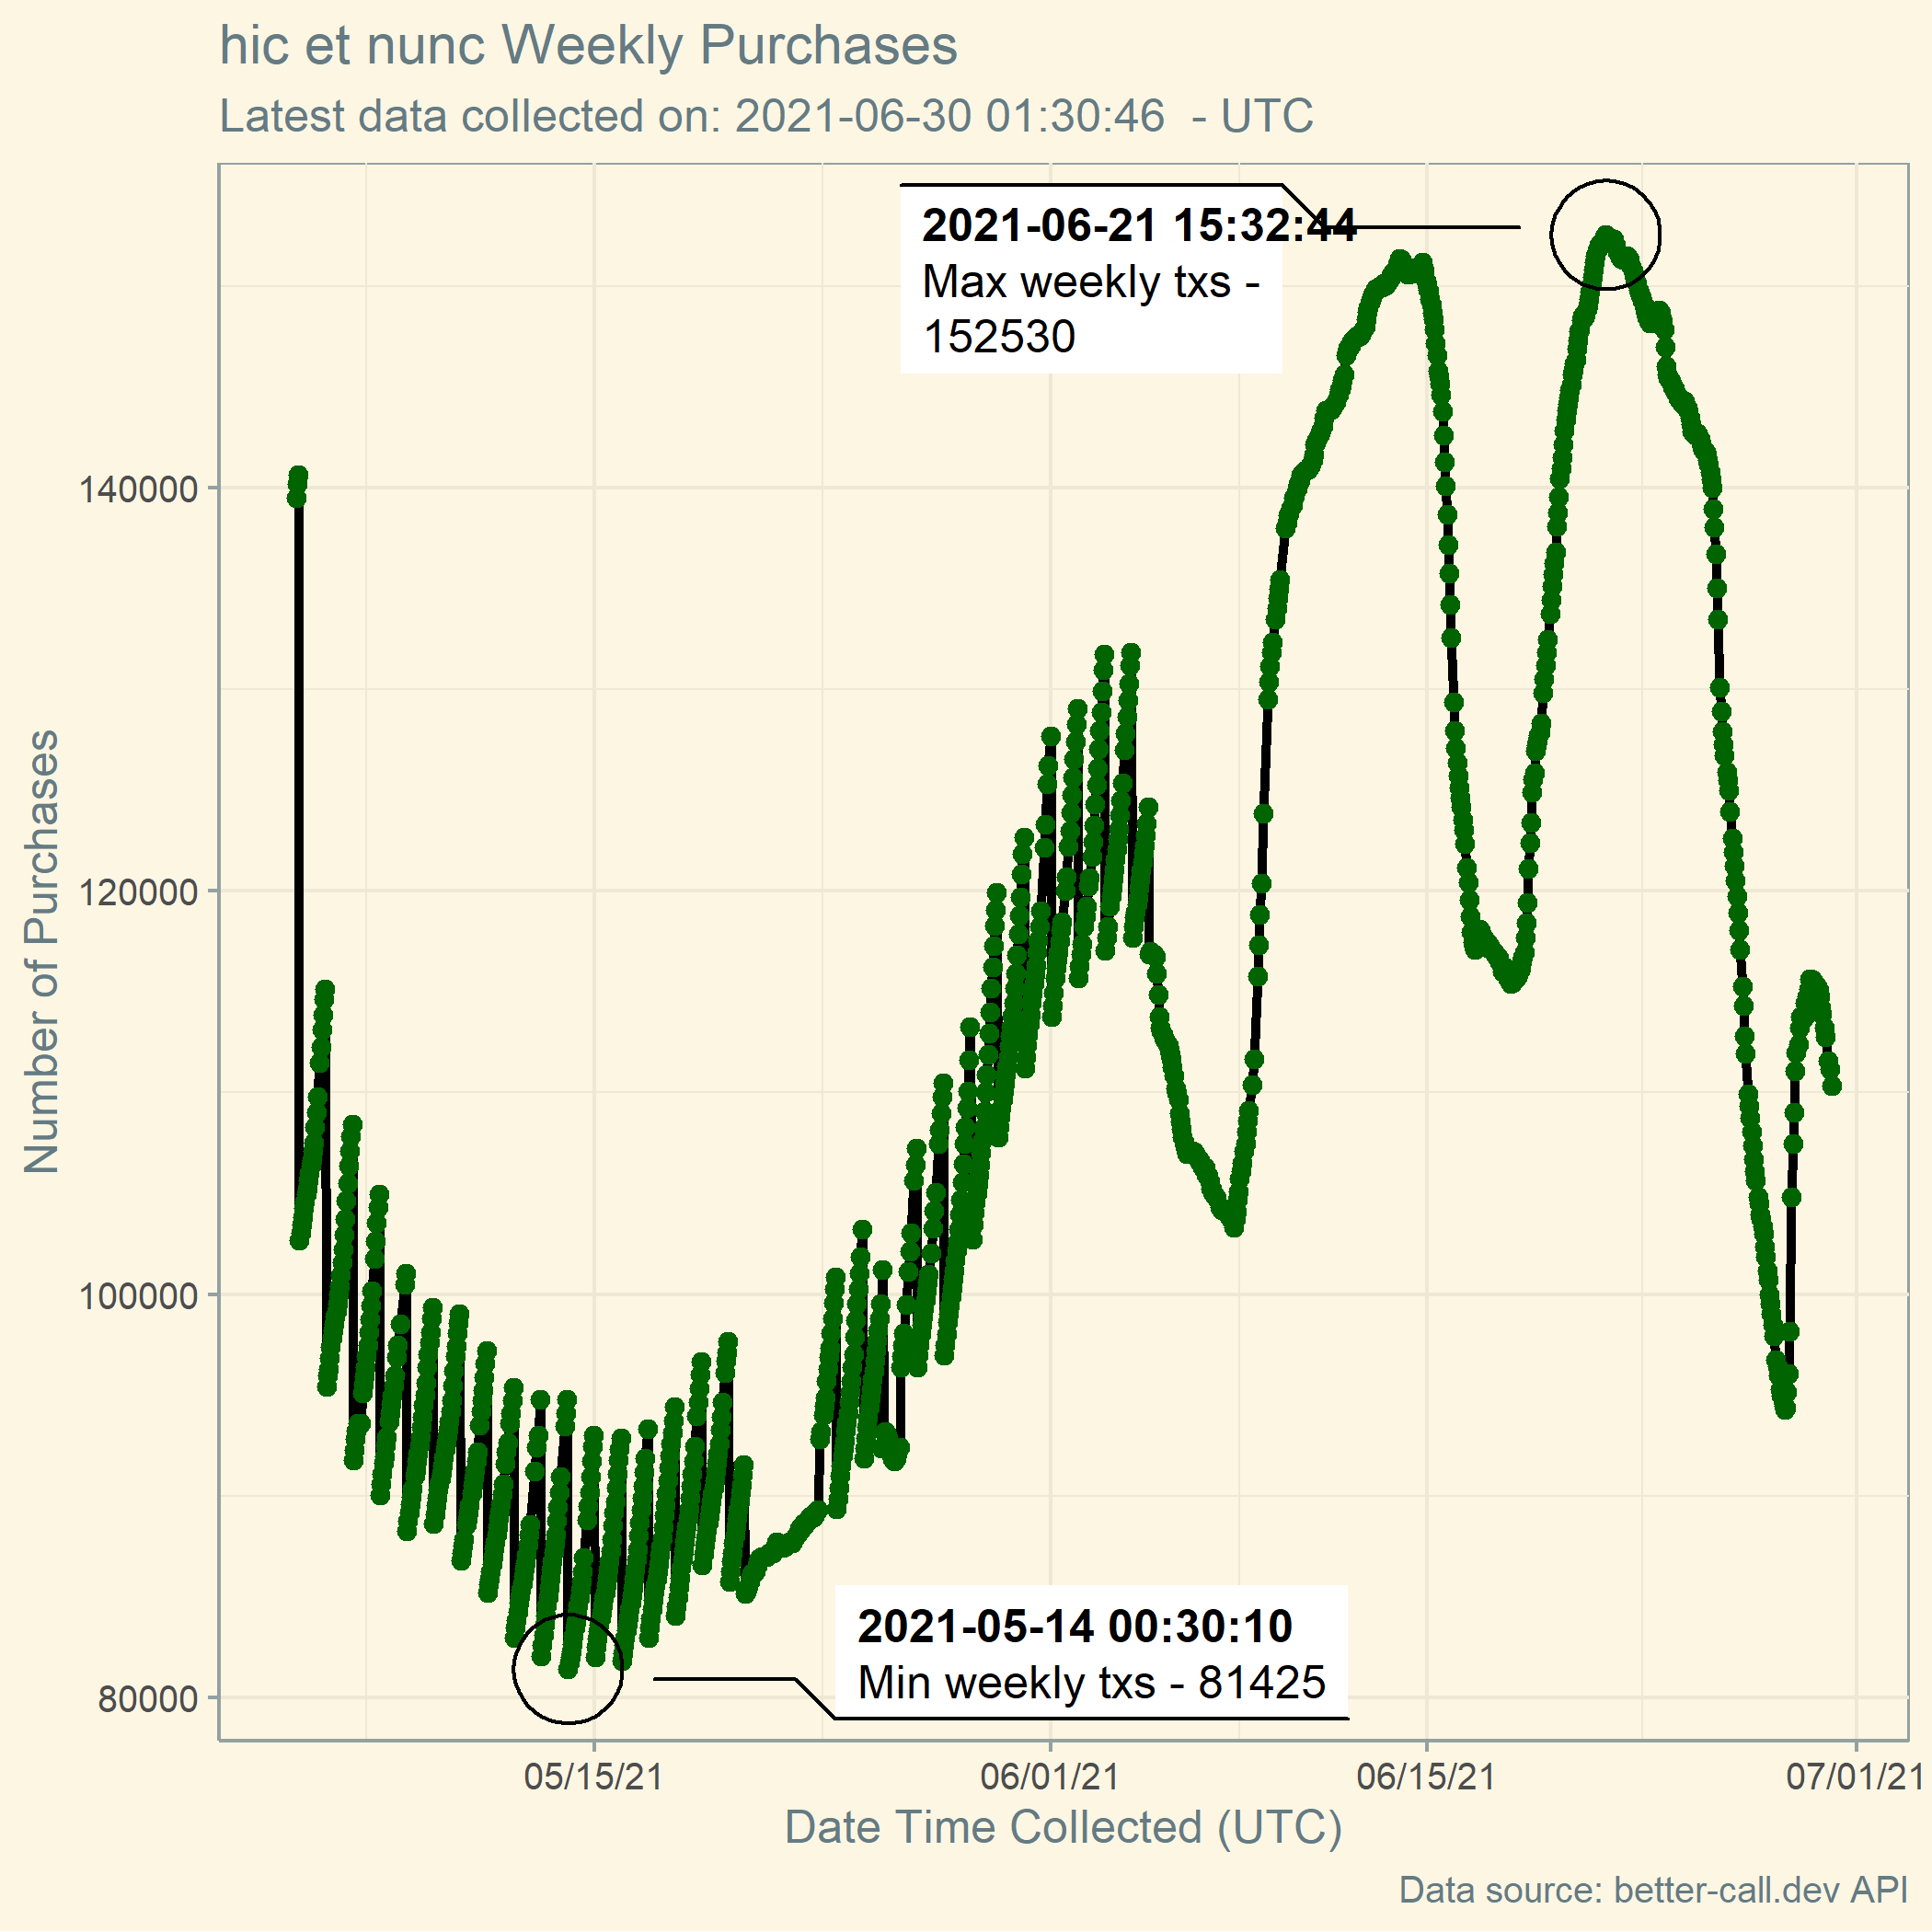 hic et nunc Weekly Purchases
Latest data collected on: 2021-06-30 01:30:46  - UTC
2021-06-21 15:32:44
Max weekly txs -
152530
140000
120000
100000
80000
Number of Purchases
2021-05-14 00:30:10
Min weekly txs - 81425
05/15/21 06/01/21 06/15/21 07/01/21
Date Time Collected (UTC)
Data source: better-call.dev API